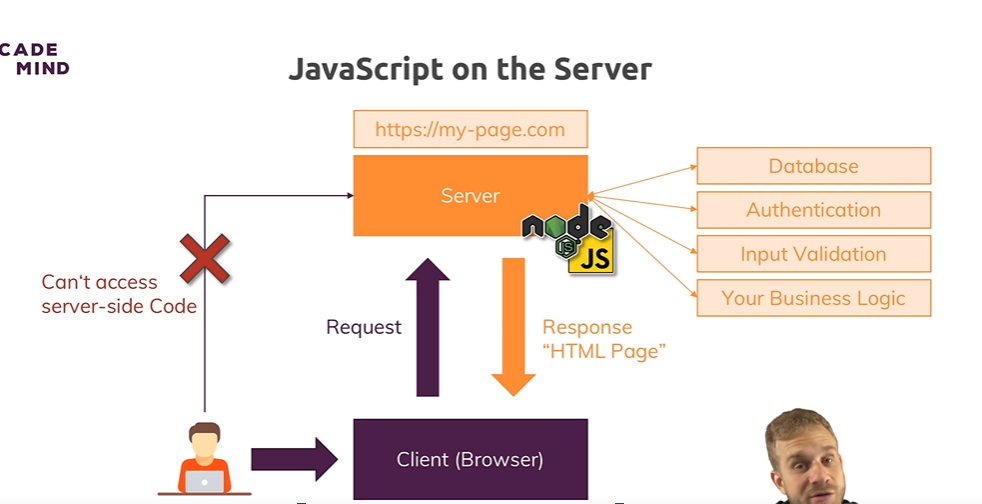 CADE
MIND
JavaScript on the Server
https://my-page.com
Server
node
JS
JS
Database
Authentication
Input Validation
Your Business Logic
Can't access
server-side Code
Request
Response
“HTML Page”
Client (Browser)